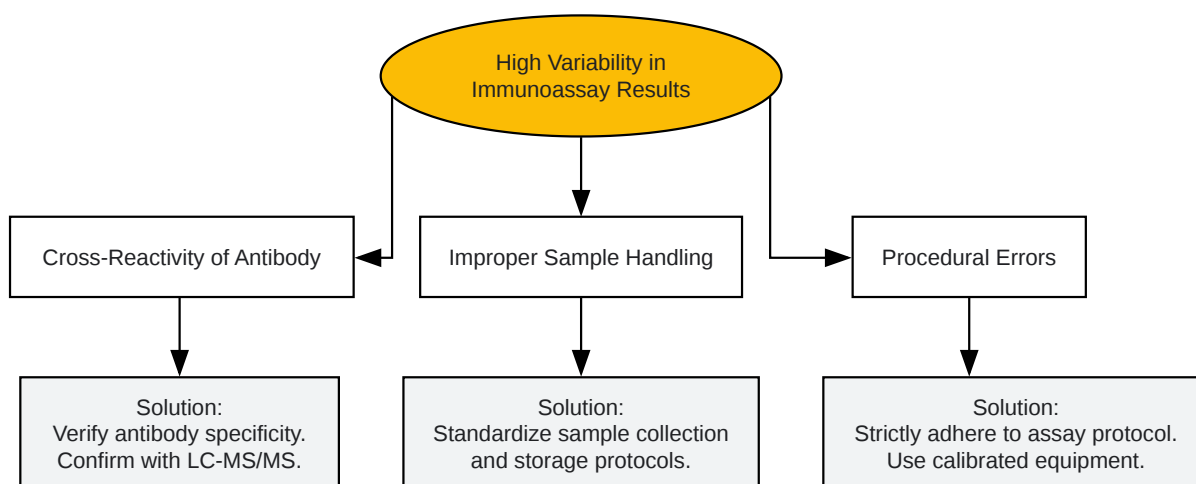 High Variability in
Immunoassay Results
Cross-Reactivity of Antibody
Improper Sample Handling
Procedural Errors
Solution:
Verify antibody specificity.
Confirm with LC-MS/MS.
Solution:
Standardize sample collection
and storage protocols.
Solution:
Strictly adhere to assay protocol.
Use calibrated equipment.